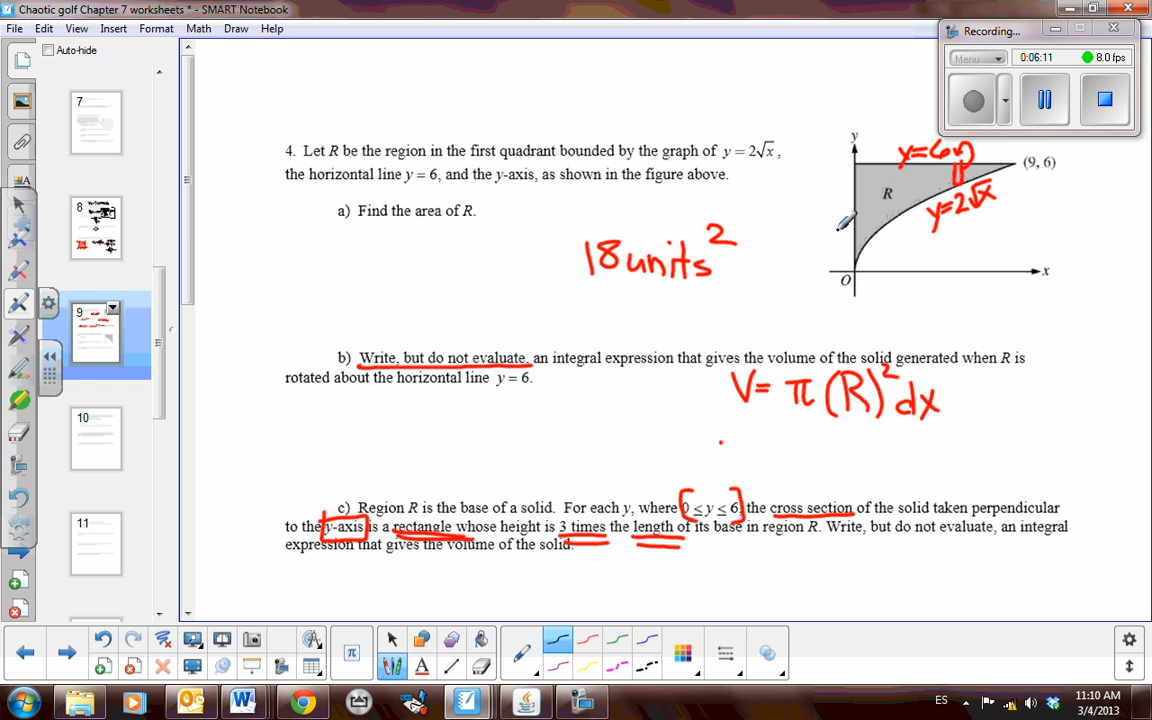 Chaotic golf Chapter 7 worksheets * - SMART Notebook
File Edit View Insert Format Math Draw Help
Auto-hide
Recording...
Menu
0:06:11
8.0 fps
7
8
9
10
11
4. Let R be the region in the first quadrant bounded by the graph of y = 2√x,
the horizontal line y = 6, and the y-axis, as shown in the figure above.
a) Find the area of R.
18 units²
y
(9, 6)
R
y=2√x
O
x
b) Write, but do not evaluate, an integral expression that gives the volume of the solid generated when R is
rotated about the horizontal line y = 6.
V= π (R)² dx
c) Region R is the base of a solid. For each y, where 0 ≤ y ≤ 6, the cross section of the solid taken perpendicular
to the y-axis is a rectangle whose height is 3 times the length of its base in region R. Write, but do not evaluate, an integral
expression that gives the volume of the solid.
π
A
W
ES
11:10 AM
3/4/2013